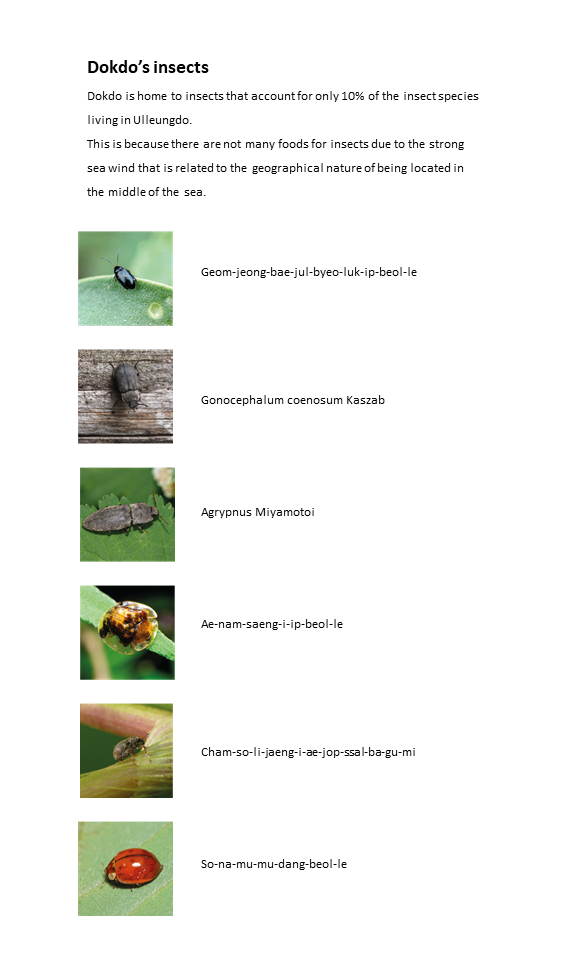 Dokdo’s insects
Dokdo is home to insects that account for only 10% of the insect species
living in Ulleungdo.
This is because there are not many foods for insects due to the strong
sea wind that is related to the geographical nature of being located in
the middle of the sea.
Geom-jeong-bae-jul-byeo-luk-ip-beol-le
Gonocephalum coenosum Kaszab
Agrypnus Miyamotoi
Ae-nam-saeng-i-ip-beol-le
Cham-so-li-jaeng-i-ae-jop-ssal-ba-gu-mi
So-na-mu-mu-dang-beol-le